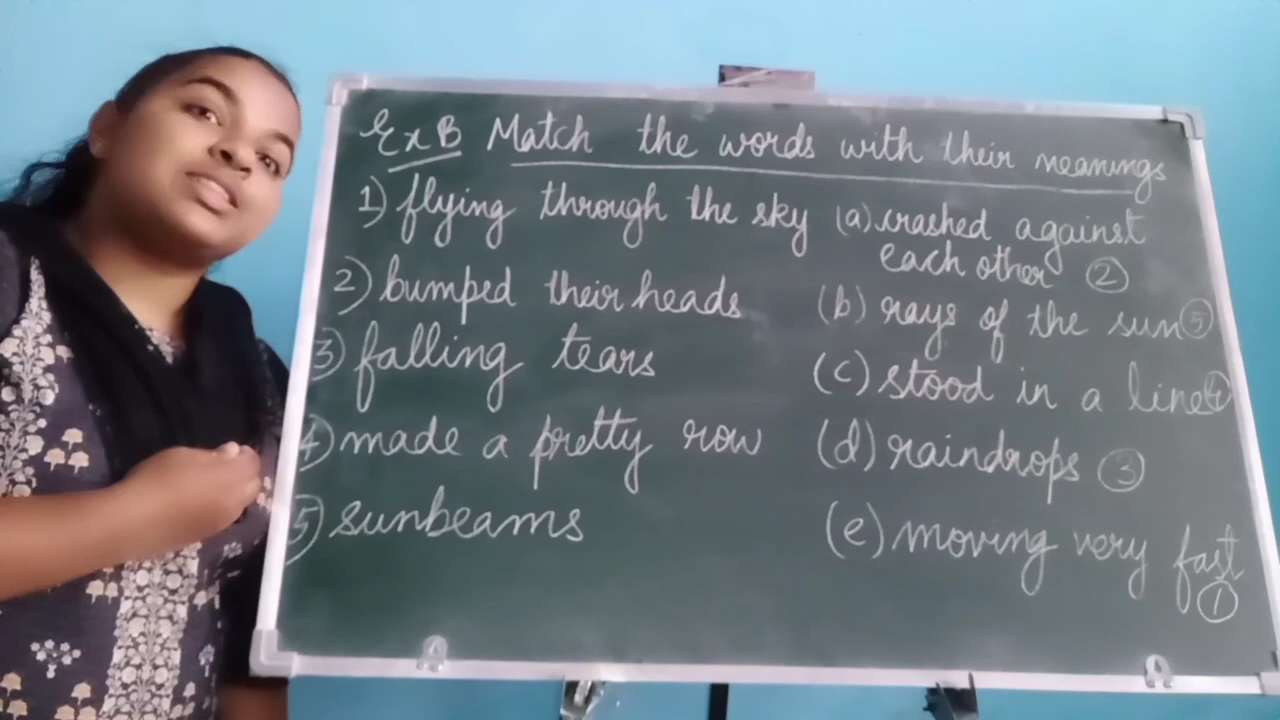 Ex B Match the words with their meanings
1) flying through the sky (a) crashed against
each other ②
2) bumped their heads (b) rays of the sun ⑤
3) falling tears (c) stood in a line ④
4) made a pretty row (d) raindrops ③
5) sunbeams (e) moving very fast
①